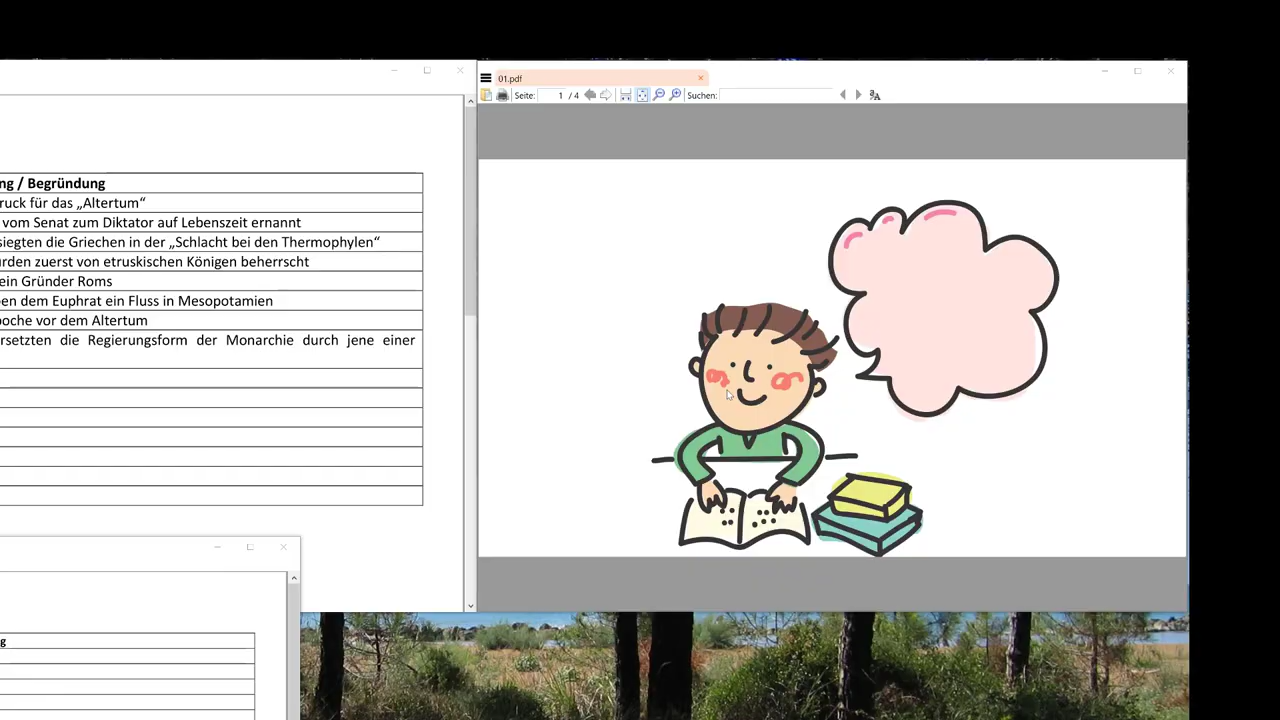 01.pdf
Seite: 1 / 4 Suchen:
ng / Begründung
ruck für das „Altertum“
vom Senat zum Diktator auf Lebenszeit ernannt
siegten die Griechen in der „Schlacht bei den Thermophylen“
rden zuerst von etruskischen Königen beherrscht
ein Gründer Roms
en dem Euphrat ein Fluss in Mesopotamien
poche vor dem Altertum
rsetzten die Regierungsform der Monarchie durch jene einer
g